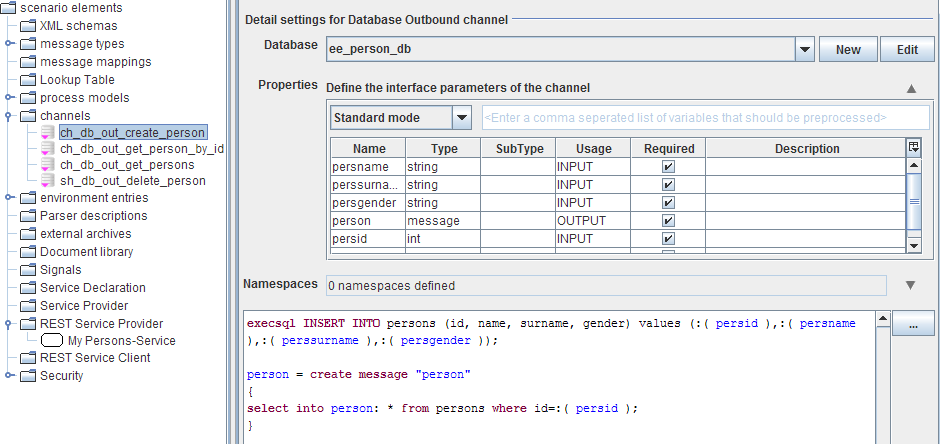 scenario elements
XML schemas
message types
message mappings
Lookup Table
process models
channels
ch_db_out_create_person
ch_db_out_get_person_by_id
ch_db_out_get_persons
sh_db_out_delete_person
environment entries
Parser descriptions
external archives
Document library
Signals
Service Declaration
Service Provider
REST Service Provider
My Persons-Service
REST Service Client
Security
Detail settings for Database Outbound channel
Database ee_person_db New Edit
Properties Define the interface parameters of the channel
Standard mode <Enter a comma seperated list of variables that should be preprocessed>
Name Type SubType Usage Required Description
persname string INPUT
perssurna... string INPUT
persgender string INPUT
person message OUTPUT
persid int INPUT
Namespaces 0 namespaces defined
execsql INSERT INTO persons (id, name, surname, gender) values (:( persid ),:( persname
),:( perssurname ),:( persgender ));
...
person = create message "person"
{
select into person: * from persons where id=:( persid );
}